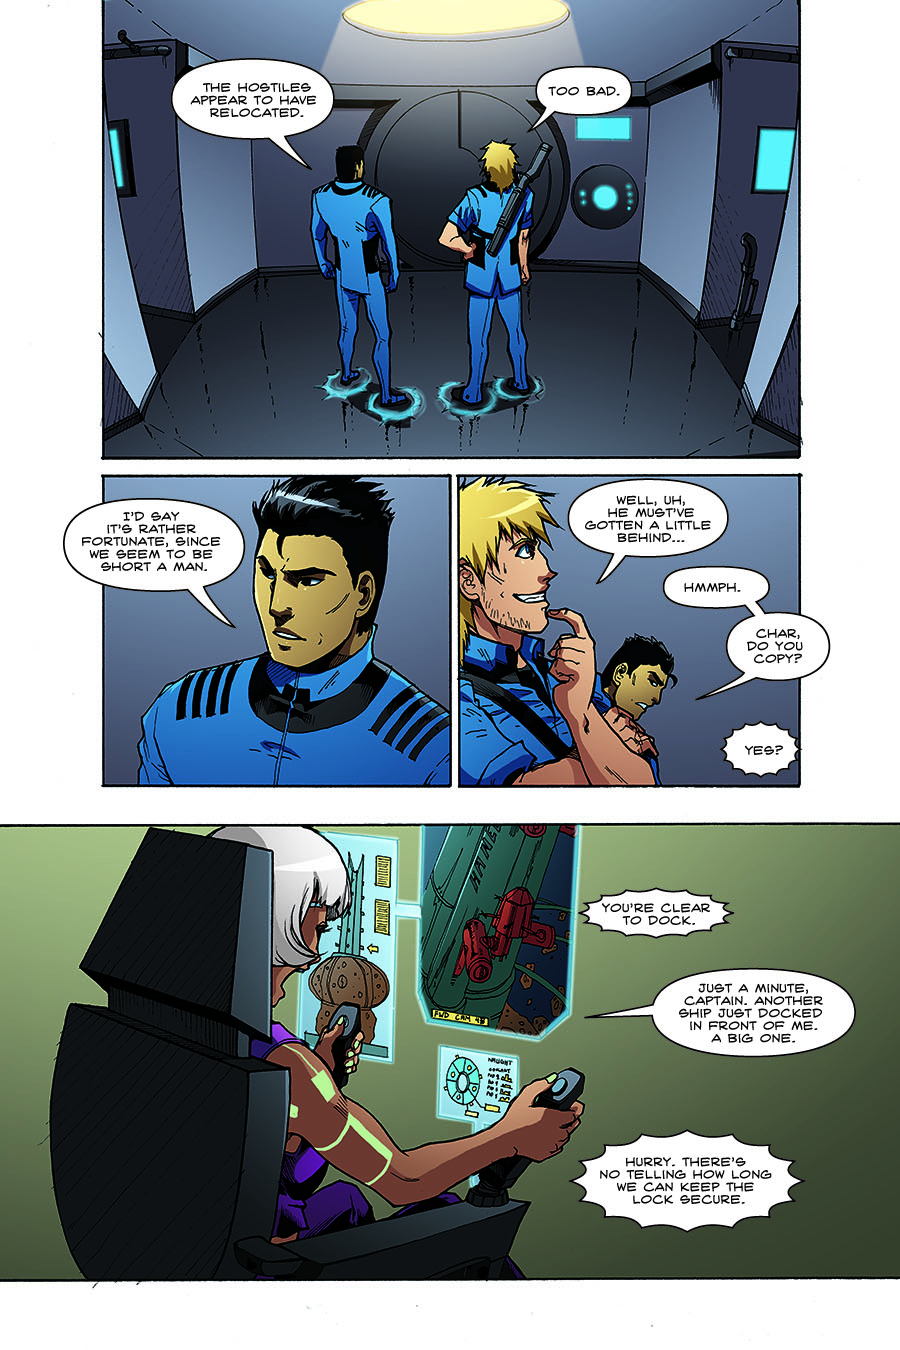 THE HOSTILES
APPEAR TO HAVE
RELOCATED.
TOO BAD.
I'D SAY
IT'S RATHER
FORTUNATE, SINCE
WE SEEM TO BE
SHORT A MAN.
WELL, UH,
HE MUST'VE
GOTTEN A LITTLE
BEHIND...
HMMPH.
CHAR,
DO YOU
COPY?
YES?
YOU'RE CLEAR
TO DOCK.
FWD CAM
JUST A MINUTE,
CAPTAIN. ANOTHER
SHIP JUST DOCKED
IN FRONT OF ME.
A BIG ONE.
HURRY. THERE'S
NO TELLING HOW LONG
WE CAN KEEP THE
LOCK SECURE.